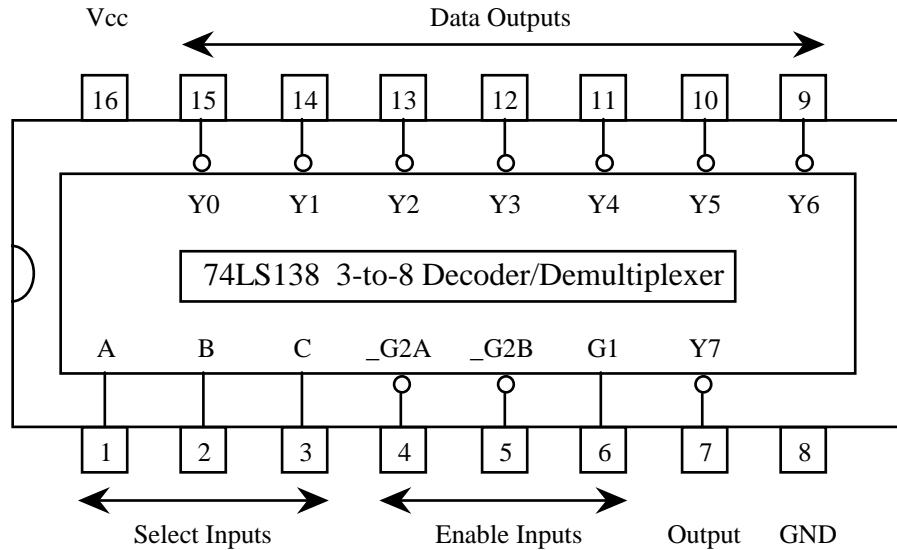 Vcc Data Outputs
16 15 14 13 12 11 10 9
Y0 Y1 Y2 Y3 Y4 Y5 Y6
74LS138 3-to-8 Decoder/Demultiplexer
A B C _G2A _G2B G1 Y7
1 2 3 4 5 6 7 8
Select Inputs Enable Inputs Output GND